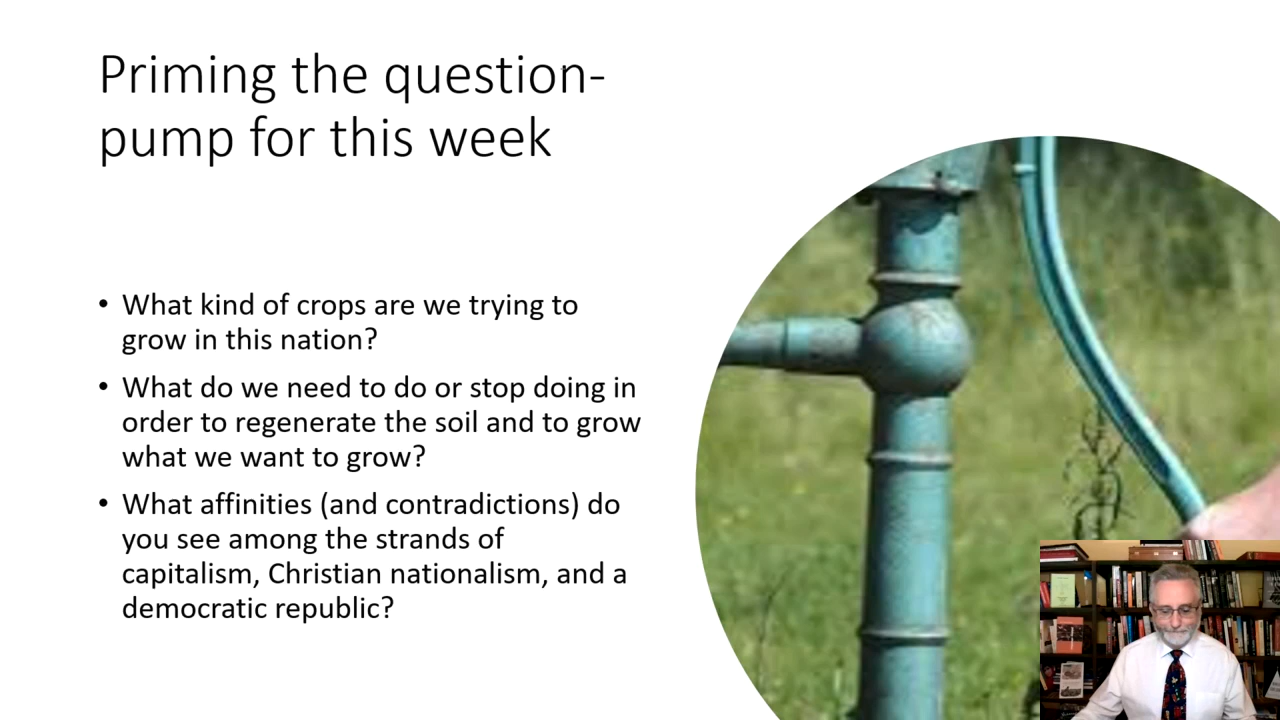 Priming the question-
pump for this week
• What kind of crops are we trying to
grow in this nation?
• What do we need to do or stop doing in
order to regenerate the soil and to grow
what we want to grow?
• What affinities (and contradictions) do
you see among the strands of
capitalism, Christian nationalism, and a
democratic republic?